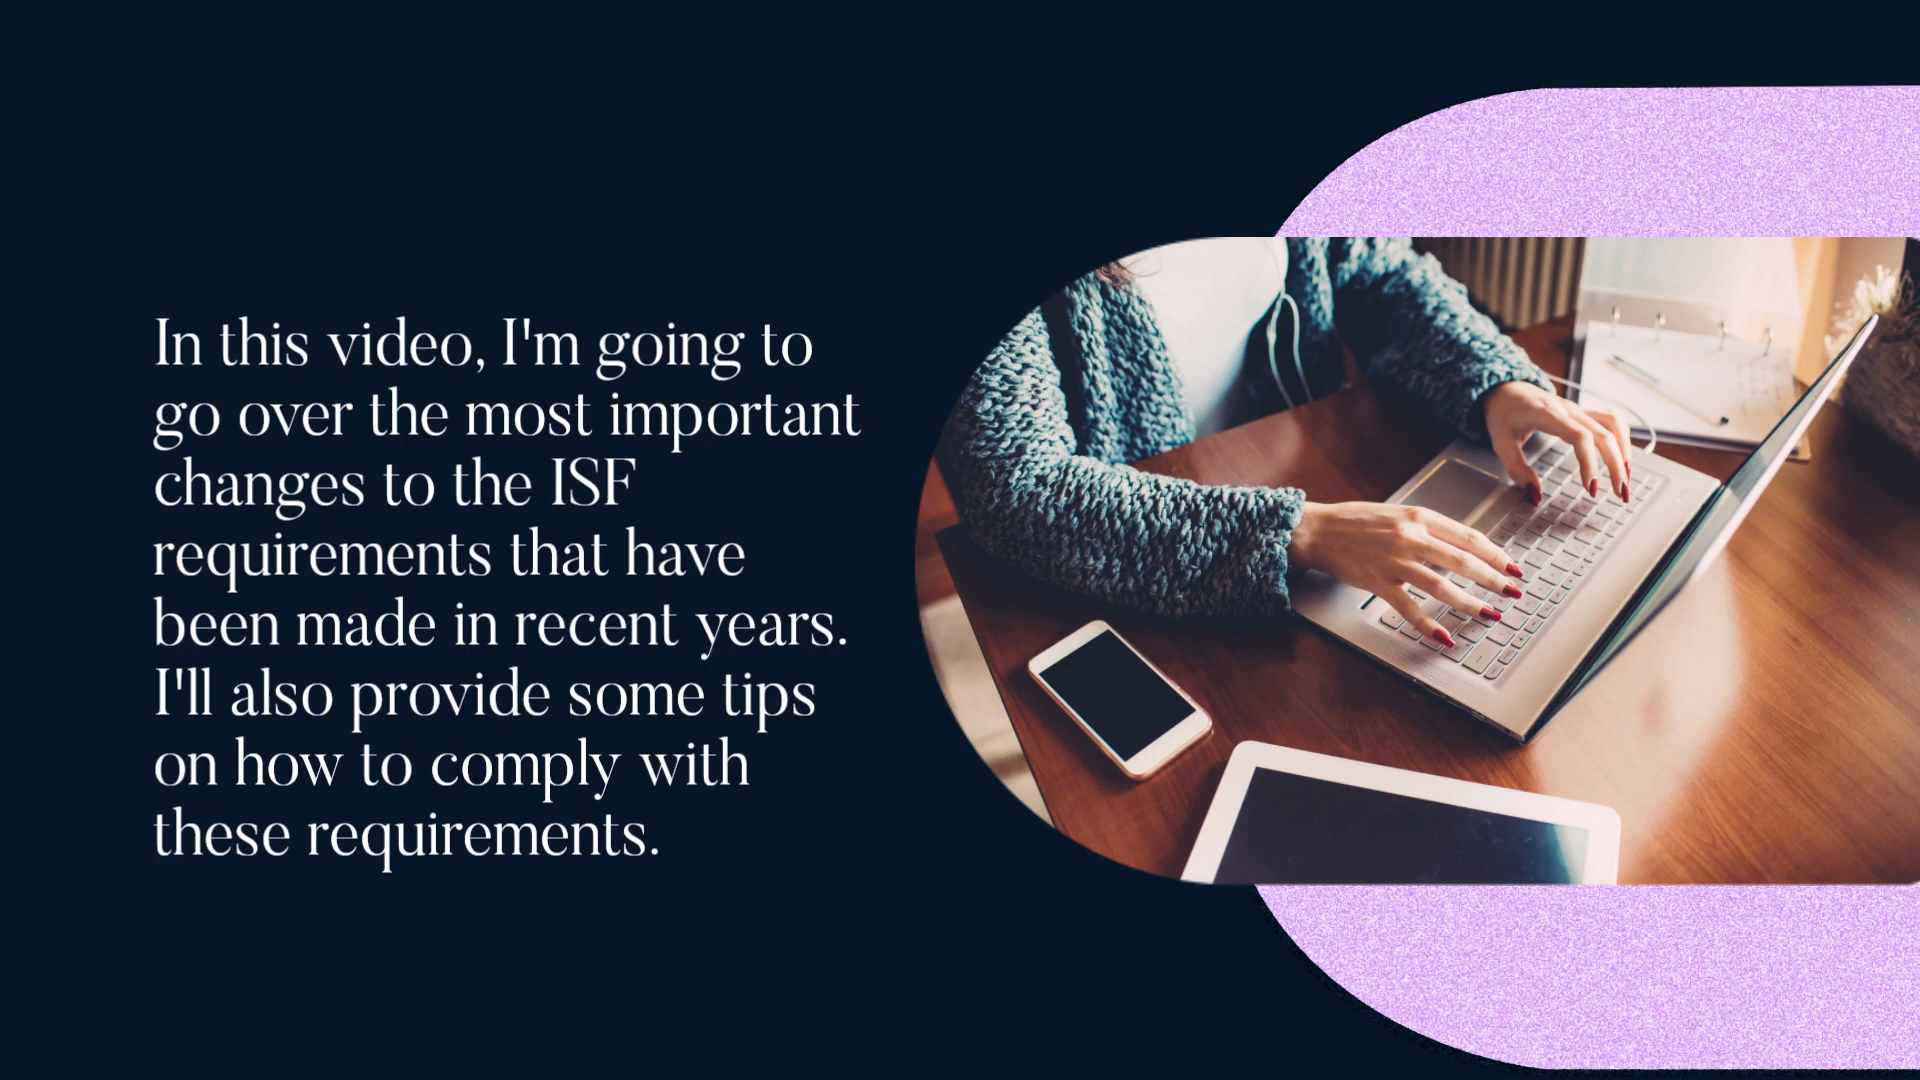 In this video, I'm going to
go over the most important
changes to the ISF
requirements that have
been made in recent years.
I'll also provide some tips
on how to comply with
these requirements.